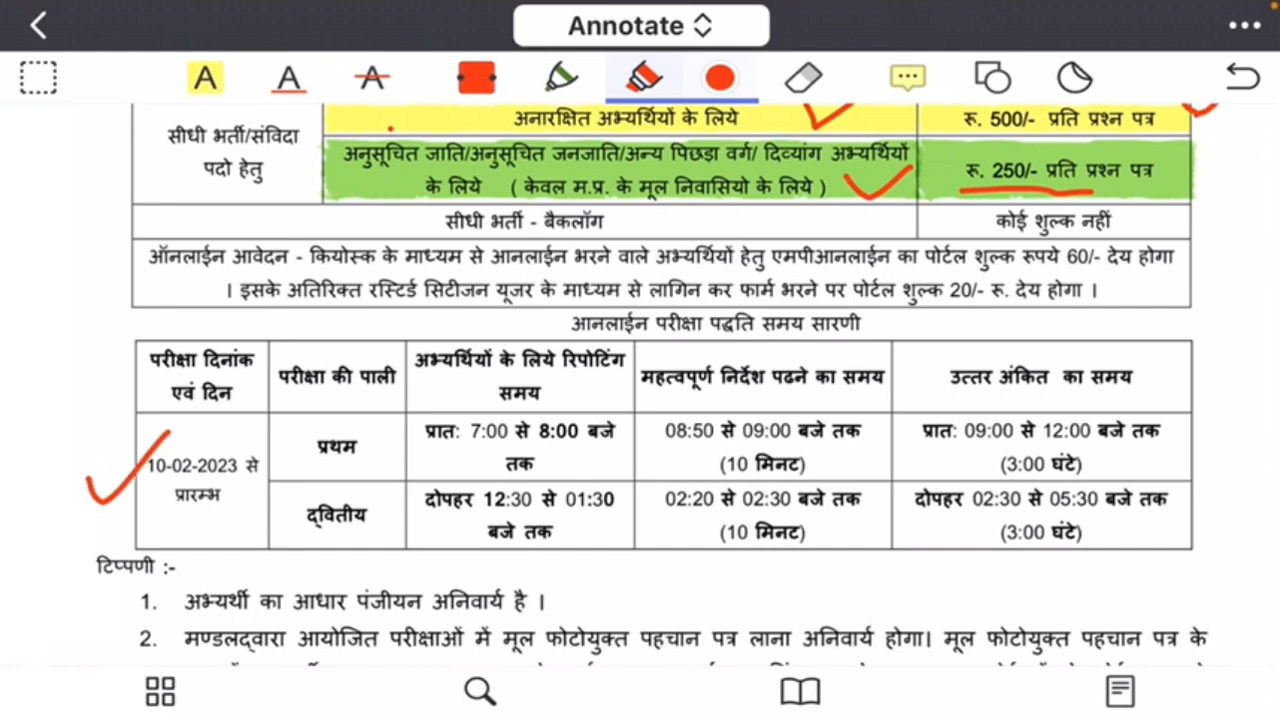 Annotate
A A A
सीधी भर्ती/संविदा
पदो हेतु
अनारक्षित अभ्यर्थियों के लिये
रू. 500/- प्रति प्रश्न पत्र
अनुसूचित जाति/अनुसूचित जनजाति/अन्य पिछडा वर्ग/ दिव्यांग अभ्यर्थियों
के लिये ( केवल म.प्र. के मूल निवासियो के लिये )
रू. 250/- प्रति प्रश्न पत्र
सीधी भर्ती - बैकलॉग
कोई शुल्क नहीं
ऑनलाईन आवेदन - कियोस्क के माध्यम से आनलाईन भरने वाले अभ्यर्थियों हेतु एमपीआनलाईन का पोर्टल शुल्क रूपये 60/- देय होगा
। इसके अतिरिक्त रस्टिर्ड सिटीजन यूजर के माध्यम से लागिन कर फार्म भरने पर पोर्टल शुल्क 20/- रू. देय होगा ।
आनलाईन परीक्षा पद्धति समय सारणी
परीक्षा दिनांक
एवं दिन
परीक्षा की पाली
अभ्यर्थियों के लिये रिपोटिंग
समय
महत्वपूर्ण निर्देश पढने का समय
उत्तर अंकित का समय
10-02-2023 से
प्रारम्भ
प्रथम
प्रात: 7:00 से 8:00 बजे
तक
08:50 से 09:00 बजे तक
(10 मिनट)
प्रात: 09:00 से 12:00 बजे तक
(3:00 घंटे)
द्वितीय
दोपहर 12:30 से 01:30
बजे तक
02:20 से 02:30 बजे तक
(10 मिनट)
दोपहर 02:30 से 05:30 बजे तक
(3:00 घंटे)
टिप्पणी :-
1. अभ्यर्थी का आधार पंजीयन अनिवार्य है ।
2. मण्डलद्वारा आयोजित परीक्षाओं में मूल फोटोयुक्त पहचान पत्र लाना अनिवार्य होगा। मूल फोटोयुक्त पहचान पत्र के